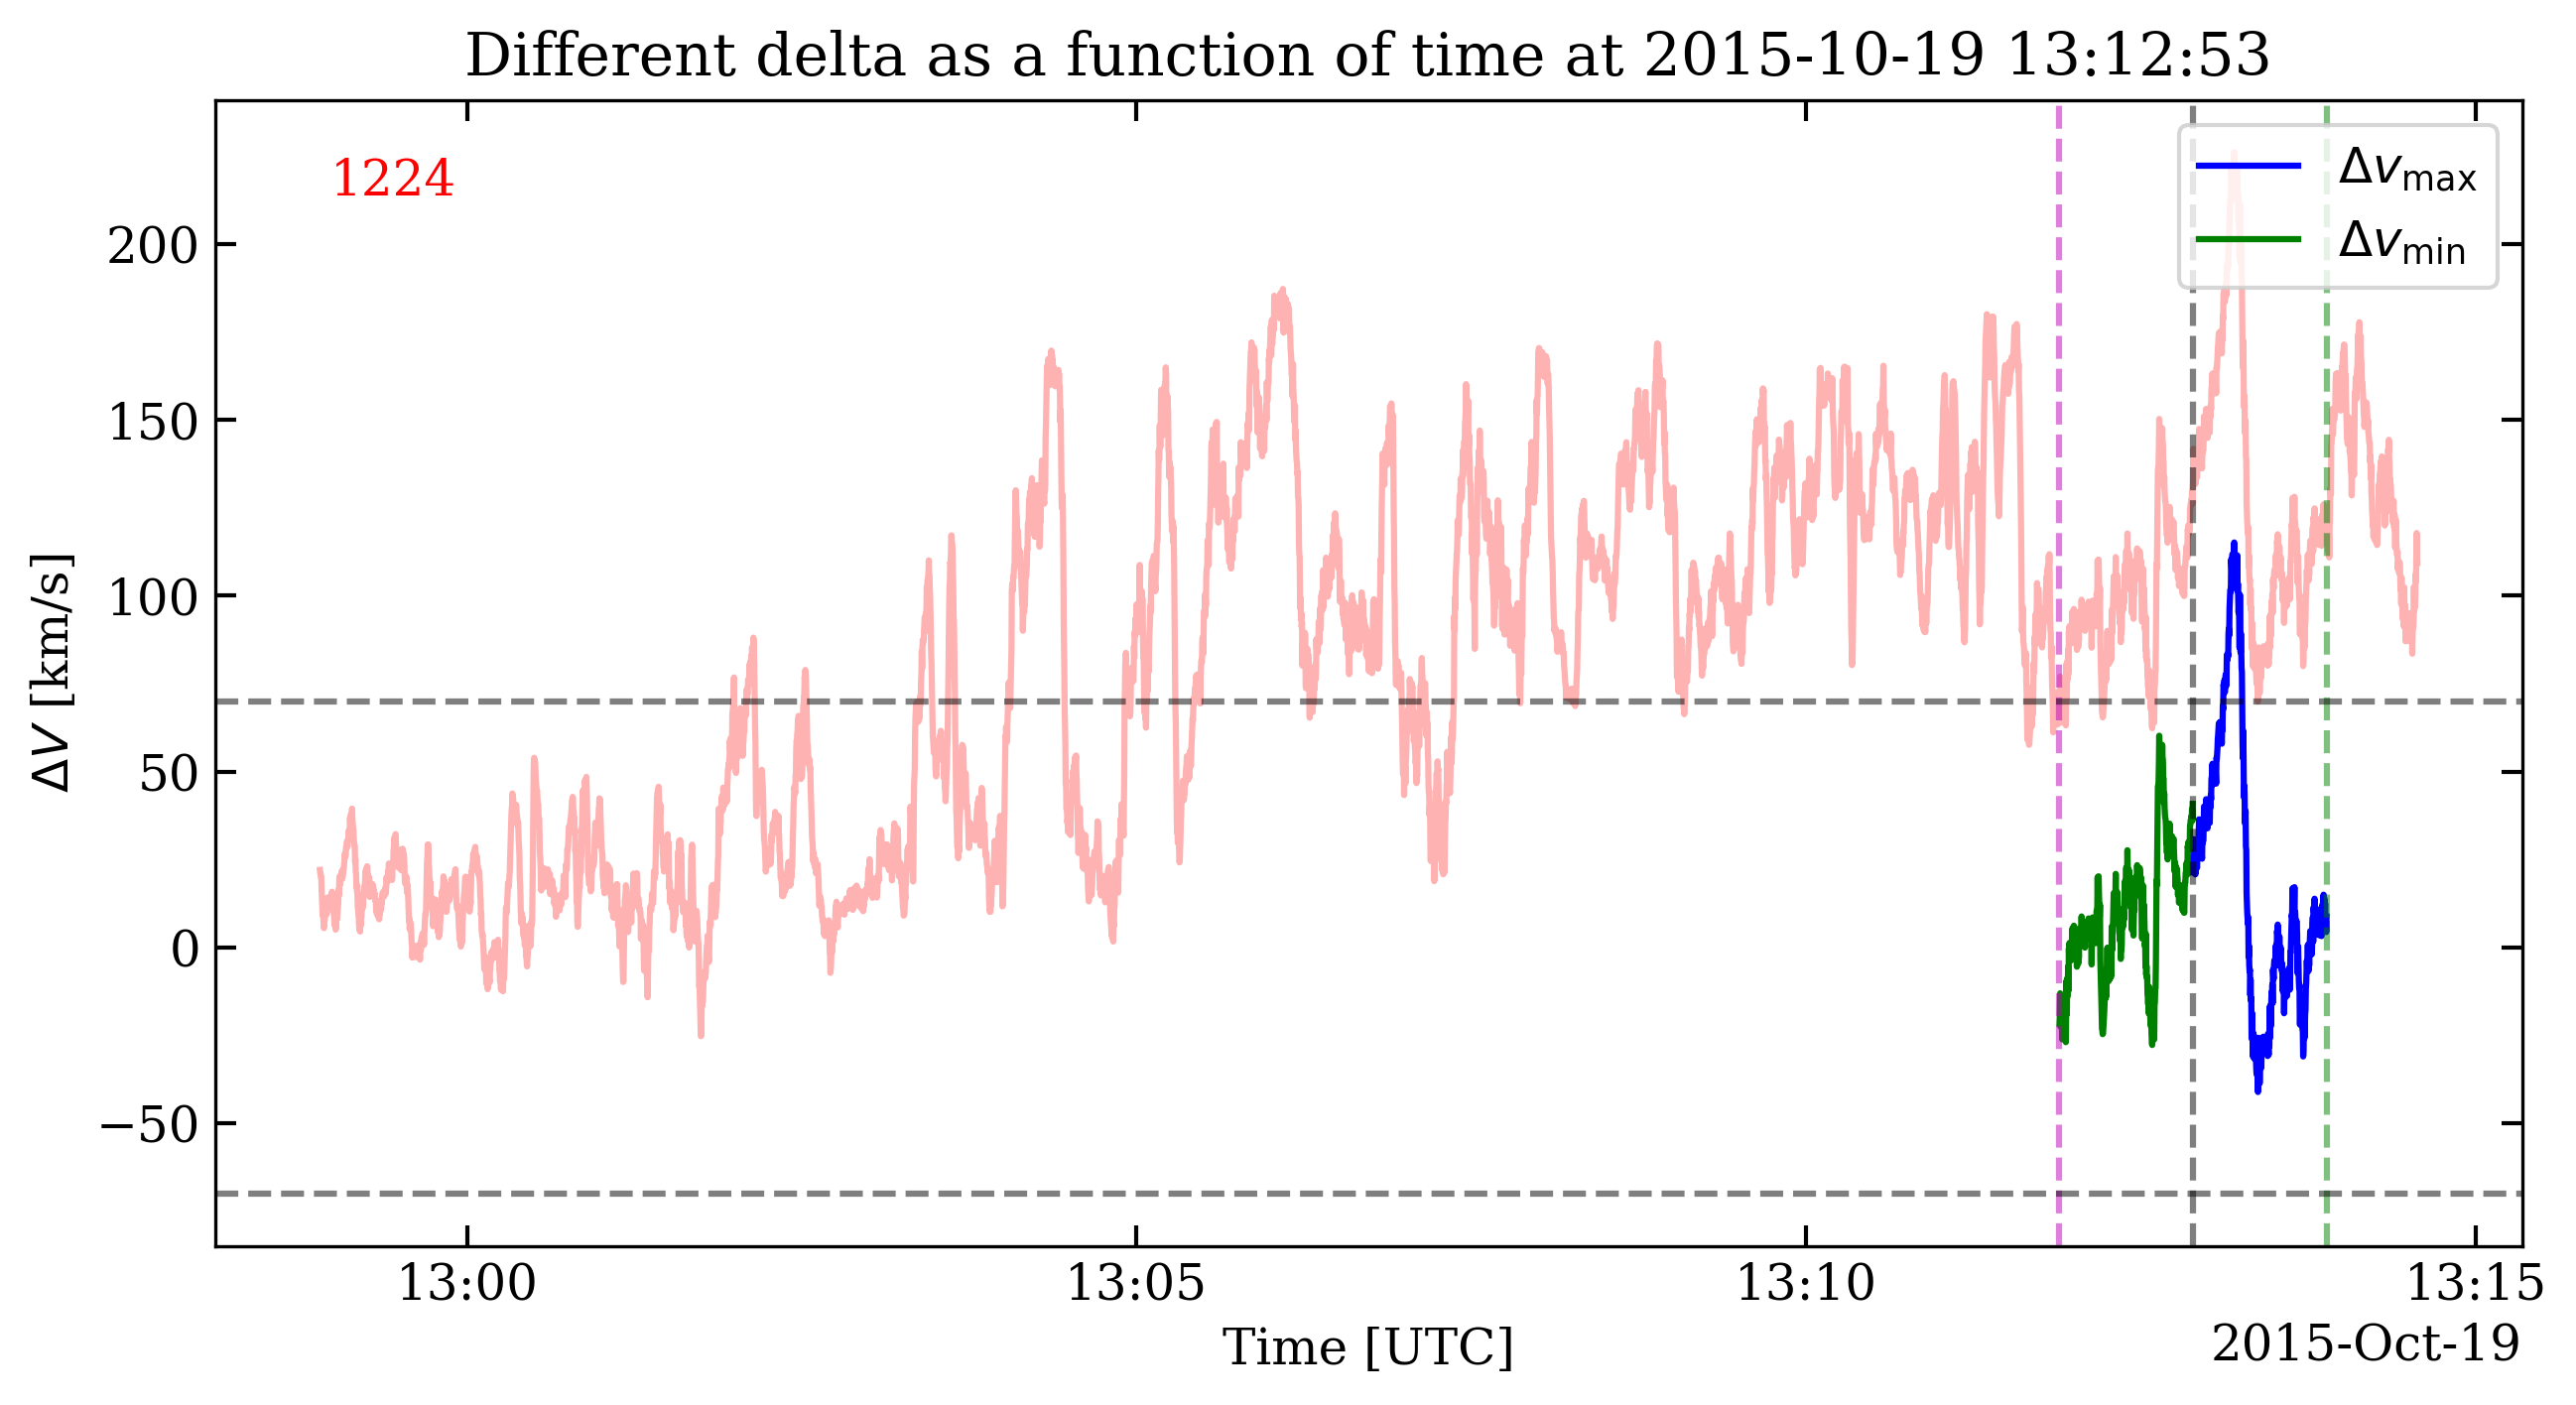 Different delta as a function of time at 2015-10-19 13:12:53
1224
Δv_max
Δv_min
200
150
100
50
0
−50
ΔV [km/s]
13:00
13:05
13:10
13:15
Time [UTC]
2015-Oct-19